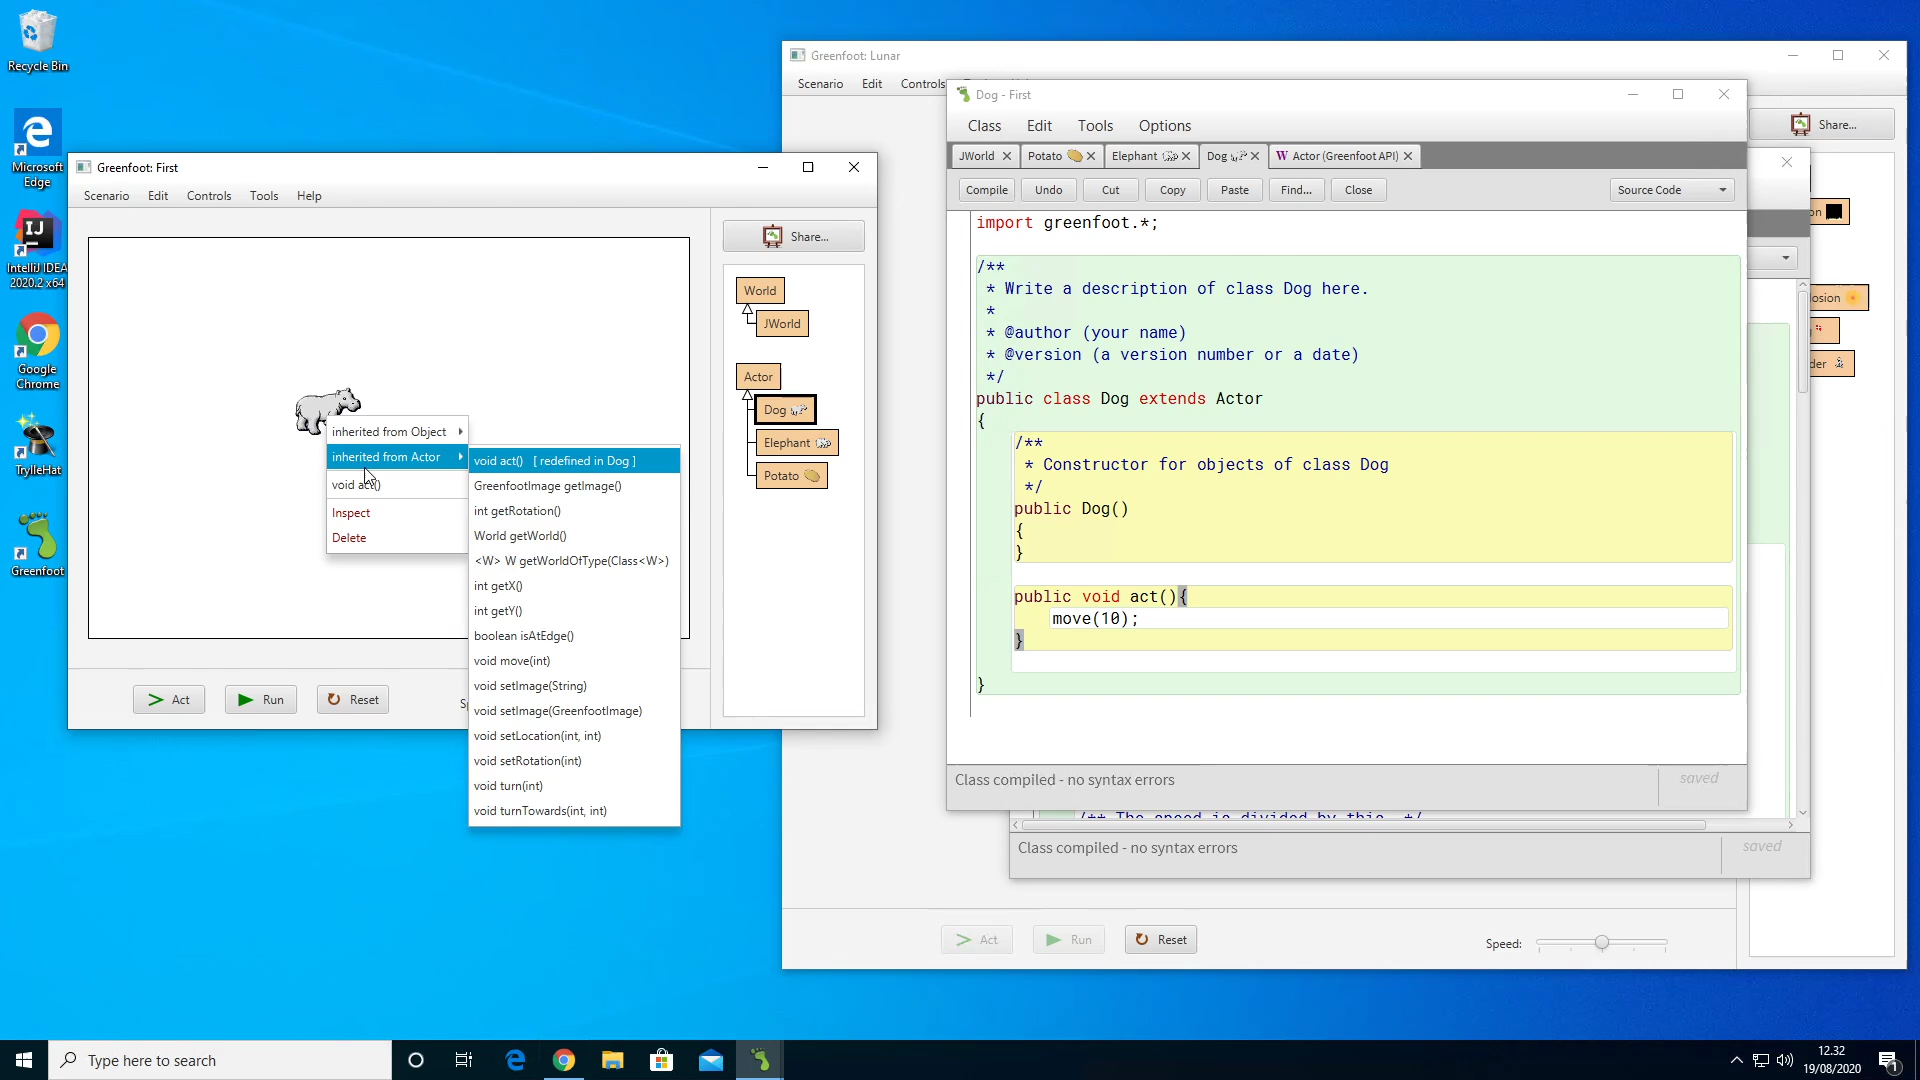 Recycle Bin
Microsoft
Edge
IntelliJ IDEA
2020.2 x64
Google
Chrome
TrylleHat
Greenfoot
Greenfoot: First
Scenario Edit Controls Tools Help
Share...
World
JWorld
Actor
Dog
Elephant
Potato
inherited from Object
inherited from Actor
void act()
Inspect
Delete
void act() [ redefined in Dog ]
GreenfootImage getImage()
int getRotation()
World getWorld()
<W> W getWorldOfType(Class<W>)
int getX()
int getY()
boolean isAtEdge()
void move(int)
void setImage(String)
void setImage(GreenfootImage)
void setLocation(int, int)
void setRotation(int)
void turn(int)
void turnTowards(int, int)
Act Run Reset
Greenfoot: Lunar
Scenario Edit Controls
Share...
Dog - First
Class Edit Tools Options
JWorld Potato Elephant Dog W Actor (Greenfoot API)
Compile Undo Cut Copy Paste Find... Close Source Code
import greenfoot.*;
/**
* Write a description of class Dog here.
*
* @author (your name)
* @version (a version number or a date)
*/
public class Dog extends Actor
{
/**
* Constructor for objects of class Dog
*/
public Dog()
{
}
public void act(){
move(10);
}
}
Class compiled - no syntax errors
saved
/** The speed is divided by this. */
Class compiled - no syntax errors
saved
Act Run Reset Speed:
Type here to search
12.32
19/08/2020
1